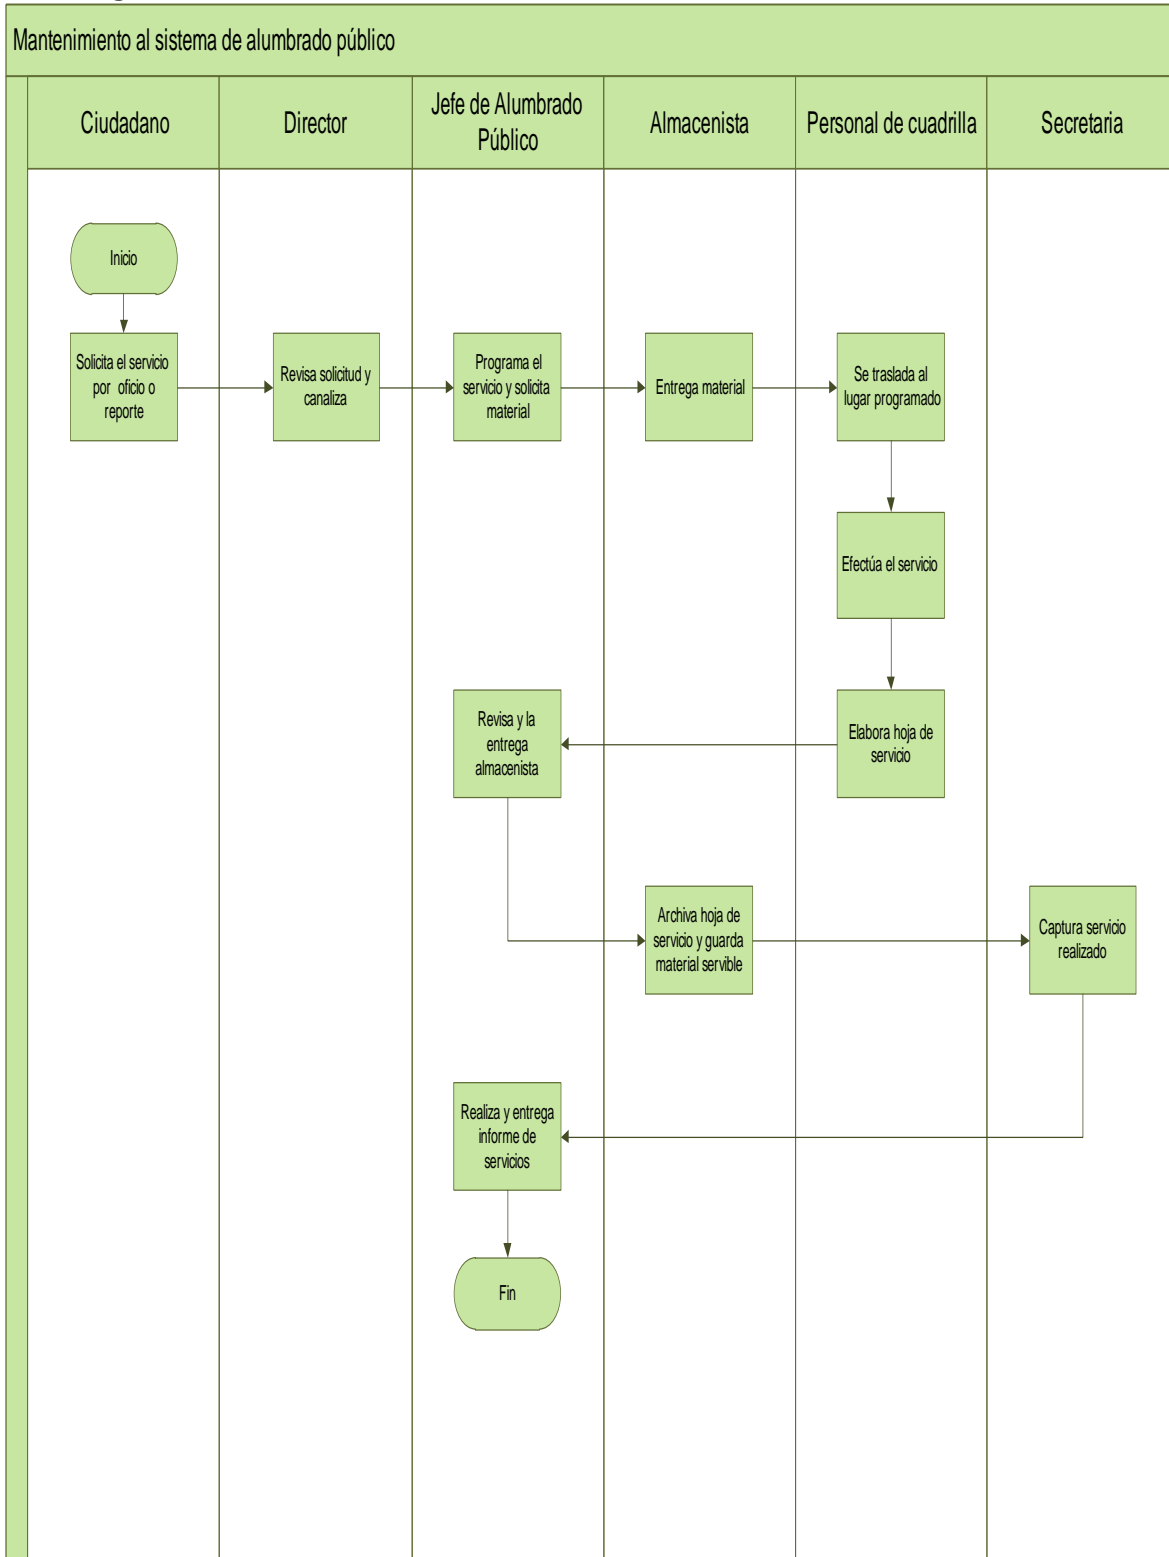 Mantenimiento al sistema de alumbrado público
Ciudadano
Director
Jefe de Alumbrado
Público
Almacenista
Personal de cuadrilla
Secretaria
Inicio
Solicita el servicio
por oficio o
reporte
Revisa solicitud y
canaliza
Programa el
servicio y solicita
material
Entrega material
Se traslada al
lugar programado
Efectúa el servicio
Revisa y la
entrega
almacenista
Elabora hoja de
servicio
Archiva hoja de
servicio y guarda
material servible
Captura servicio
realizado
Realiza y entrega
informe de
servicios
Fin